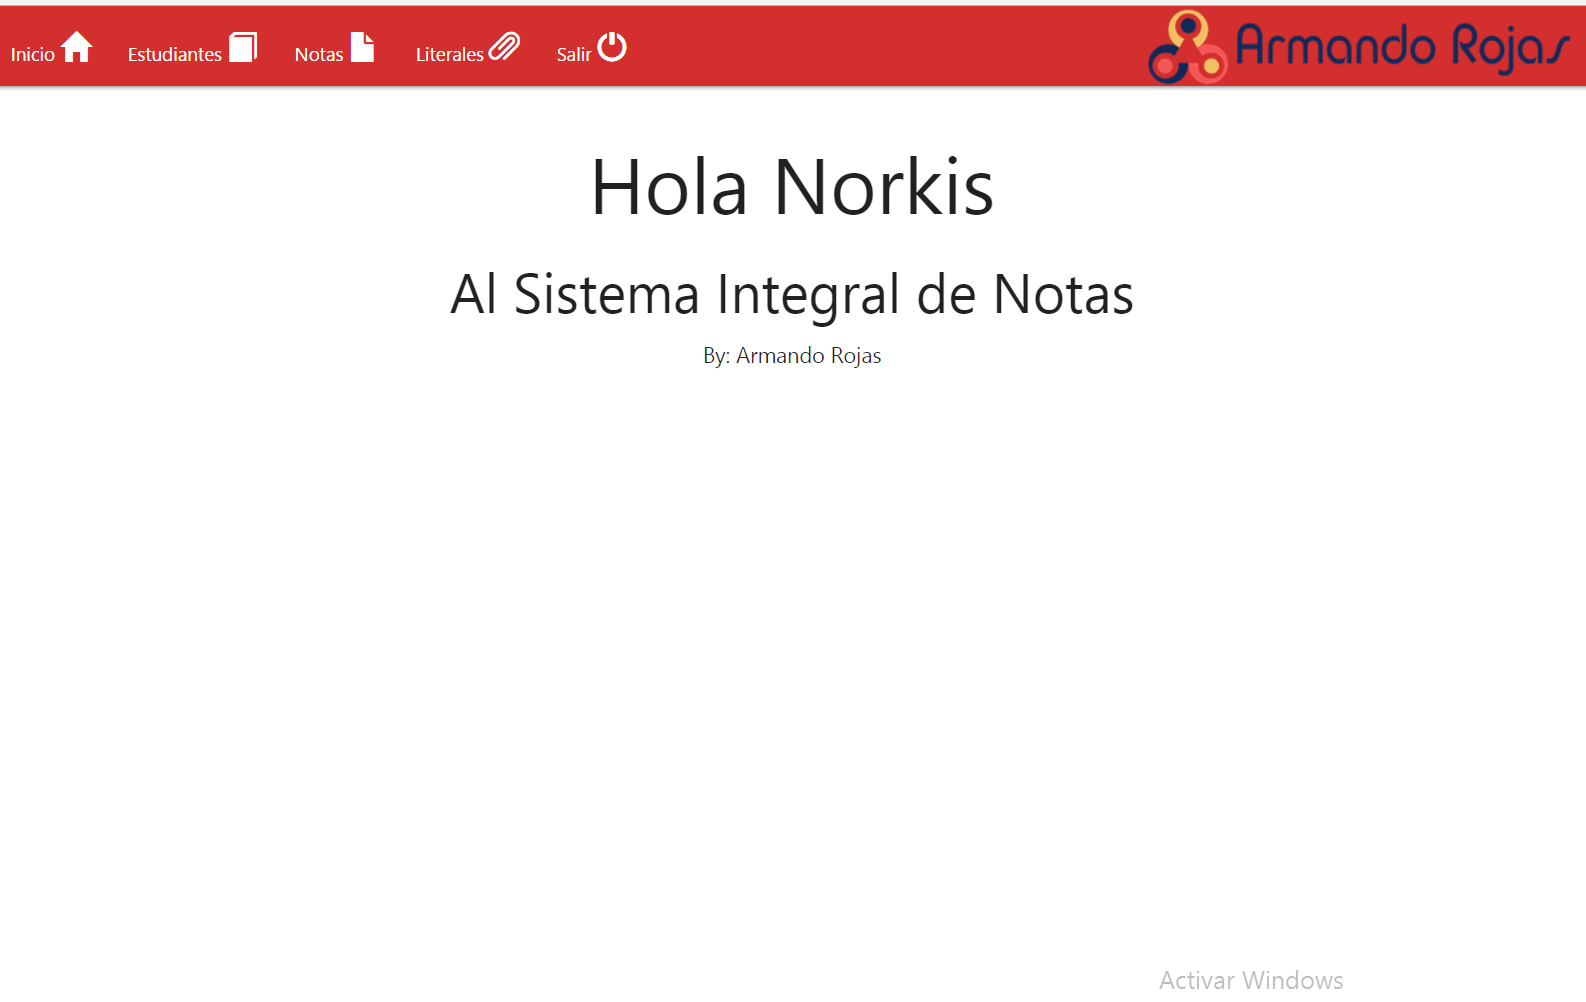 Inicio Estudiantes Notas Literales Salir Armando Rojas
Hola Norkis
Al Sistema Integral de Notas
By: Armando Rojas
Activar Windows